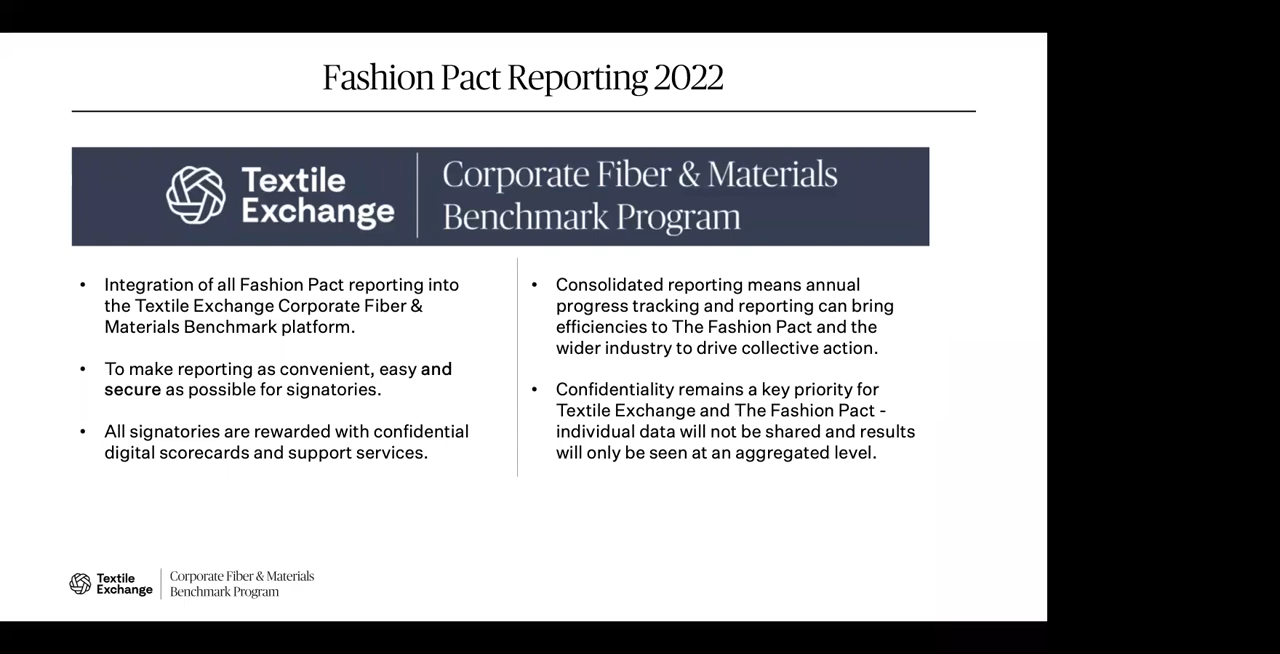 Fashion Pact Reporting 2022
Textile
Exchange
Corporate Fiber & Materials
Benchmark Program
• Integration of all Fashion Pact reporting into
the Textile Exchange Corporate Fiber &
Materials Benchmark platform.
• To make reporting as convenient, easy and
secure as possible for signatories.
• All signatories are rewarded with confidential
digital scorecards and support services.
• Consolidated reporting means annual
progress tracking and reporting can bring
efficiencies to The Fashion Pact and the
wider industry to drive collective action.
• Confidentiality remains a key priority for
Textile Exchange and The Fashion Pact -
individual data will not be shared and results
will only be seen at an aggregated level.
Textile
Exchange
Corporate Fiber & Materials
Benchmark Program